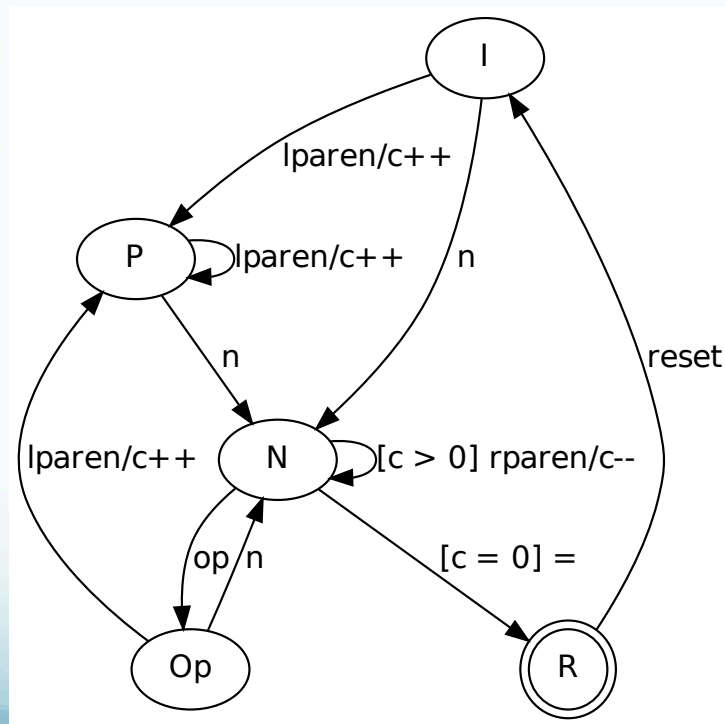 I
lparen/c++
P
lparen/c++
n
n
reset
lparen/c++
N
[c > 0] rparen/c--
op
n
[c = 0] =
Op
R